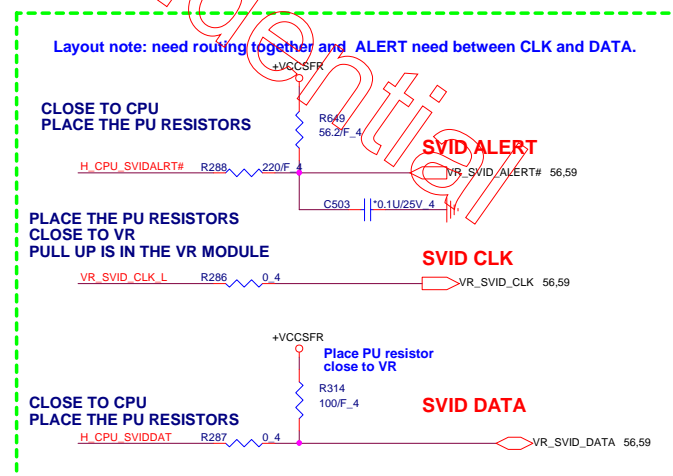 Layout note: need routing together and ALERT need between CLK and DATA.
+VCCSFR
CLOSE TO CPU
PLACE THE PU RESISTORS
R649
56.2/F_4
SVID ALERT
H_CPU_SVIDALRT# R288 220/F_4 VR_SVID_ALERT# 56,59
C503 *0.1U/25V_4
PLACE THE PU RESISTORS
CLOSE TO VR
PULL UP IS IN THE VR MODULE
SVID CLK
VR_SVID_CLK_L R286 0_4 VR_SVID_CLK 56,59
+VCCSFR
Place PU resistor
close to VR
R314
100/F_4
CLOSE TO CPU
PLACE THE PU RESISTORS
SVID DATA
H_CPU_SVIDDAT R287 0_4 VR_SVID_DATA 56,59
dential